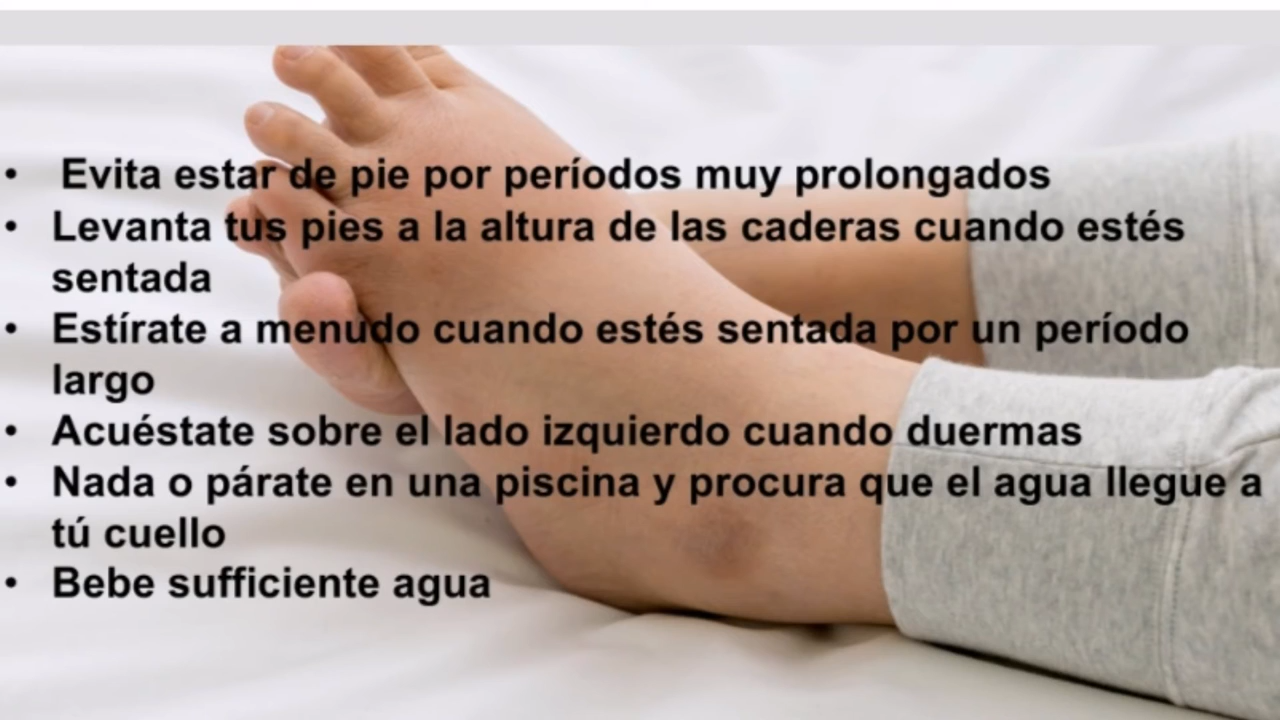 • Evita estar de pie por períodos muy prolongados
• Levanta tus pies a la altura de las caderas cuando estés
sentada
• Estírate a menudo cuando estés sentada por un período
largo
• Acuéstate sobre el lado izquierdo cuando duermas
• Nada o párate en una piscina y procura que el agua llegue a
tú cuello
• Bebe sufficiente agua